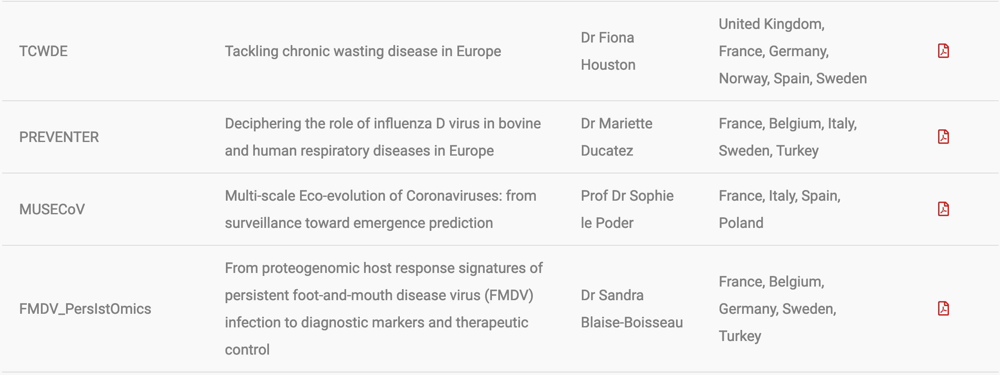 TCWDE
Tackling chronic wasting disease in Europe
Dr Fiona
Houston
United Kingdom,
France, Germany,
Norway, Spain, Sweden
PREVENTER
Deciphering the role of influenza D virus in bovine
and human respiratory diseases in Europe
Dr Mariette
Ducatez
France, Belgium, Italy,
Sweden, Turkey
MUSECoV
Multi-scale Eco-evolution of Coronaviruses: from
surveillance toward emergence prediction
Prof Dr Sophie
le Poder
France, Italy, Spain,
Poland
FMDV_PersIstOmics
From proteogenomic host response signatures of
persistent foot-and-mouth disease virus (FMDV)
infection to diagnostic markers and therapeutic
control
Dr Sandra
Blaise-Boisseau
France, Belgium,
Germany, Sweden,
Turkey